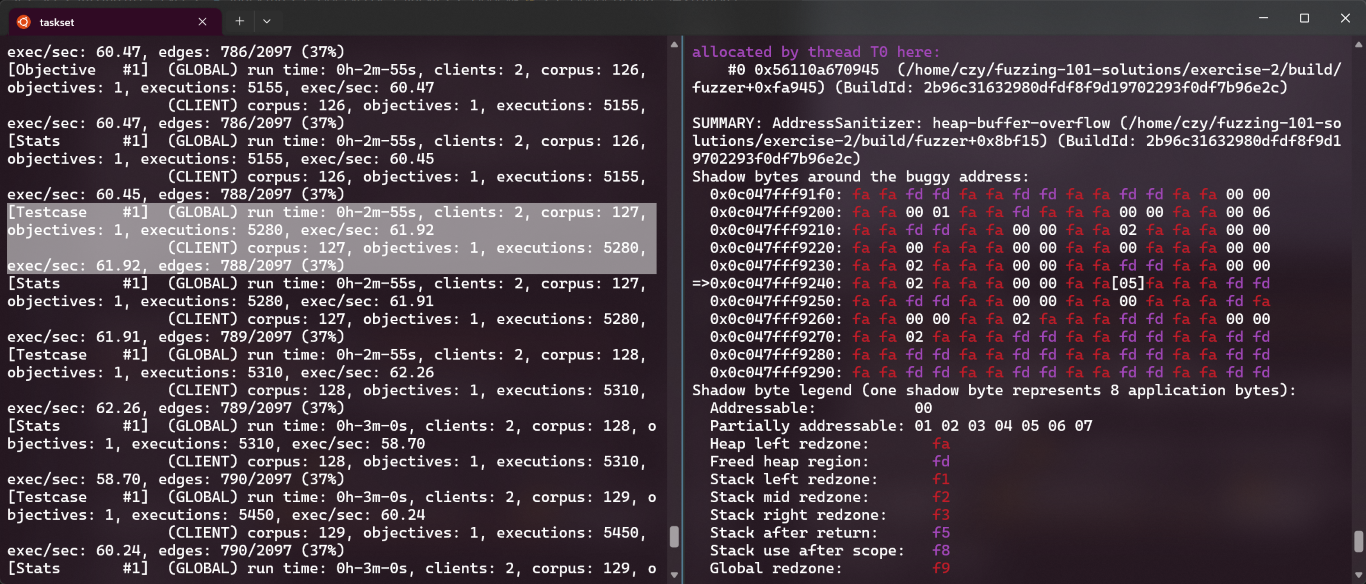 taskset
exec/sec: 60.47, edges: 786/2097 (37%)
[Objective   #1]  (GLOBAL) run time: 0h-2m-55s, clients: 2, corpus: 126,
objectives: 1, executions: 5155, exec/sec: 60.47
                  (CLIENT) corpus: 126, objectives: 1, executions: 5155,
exec/sec: 60.47, edges: 786/2097 (37%)
[Stats       #1]  (GLOBAL) run time: 0h-2m-55s, clients: 2, corpus: 126,
objectives: 1, executions: 5155, exec/sec: 60.45
                  (CLIENT) corpus: 126, objectives: 1, executions: 5155,
exec/sec: 60.45, edges: 788/2097 (37%)
[Testcase    #1]  (GLOBAL) run time: 0h-2m-55s, clients: 2, corpus: 127,
objectives: 1, executions: 5280, exec/sec: 61.92
                  (CLIENT) corpus: 127, objectives: 1, executions: 5280,
exec/sec: 61.92, edges: 788/2097 (37%)
[Stats       #1]  (GLOBAL) run time: 0h-2m-55s, clients: 2, corpus: 127,
objectives: 1, executions: 5280, exec/sec: 61.91
                  (CLIENT) corpus: 127, objectives: 1, executions: 5280,
exec/sec: 61.91, edges: 789/2097 (37%)
[Testcase    #1]  (GLOBAL) run time: 0h-2m-55s, clients: 2, corpus: 128,
objectives: 1, executions: 5310, exec/sec: 62.26
                  (CLIENT) corpus: 128, objectives: 1, executions: 5310,
exec/sec: 62.26, edges: 789/2097 (37%)
[Stats       #1]  (GLOBAL) run time: 0h-3m-0s, clients: 2, corpus: 128, o
bjectives: 1, executions: 5310, exec/sec: 58.70
                  (CLIENT) corpus: 128, objectives: 1, executions: 5310,
exec/sec: 58.70, edges: 790/2097 (37%)
[Testcase    #1]  (GLOBAL) run time: 0h-3m-0s, clients: 2, corpus: 129, o
bjectives: 1, executions: 5450, exec/sec: 60.24
                  (CLIENT) corpus: 129, objectives: 1, executions: 5450,
exec/sec: 60.24, edges: 790/2097 (37%)
[Stats       #1]  (GLOBAL) run time: 0h-3m-0s, clients: 2, corpus: 129, o
allocated by thread T0 here:
    #0 0x56110a670945  (/home/czy/fuzzing-101-solutions/exercise-2/build/
fuzzer+0xfa945) (BuildId: 2b96c31632980dfdf8f9d19702293f0df7b96e2c)
SUMMARY: AddressSanitizer: heap-buffer-overflow (/home/czy/fuzzing-101-so
lutions/exercise-2/build/fuzzer+0x8bf15) (BuildId: 2b96c31632980dfdf8f9d1
9702293f0df7b96e2c)
Shadow bytes around the buggy address:
  0x0c047fff91f0: fa fa fd fd fa fa fd fd fa fa fd fd fa fa 00 00
  0x0c047fff9200: fa fa 00 01 fa fa fd fa fa fa 00 00 fa fa 00 06
  0x0c047fff9210: fa fa fd fd fa fa 00 00 fa fa 02 fa fa fa 00 00
  0x0c047fff9220: fa fa 00 fa fa fa 00 00 fa fa 00 fa fa fa 00 00
  0x0c047fff9230: fa fa 02 fa fa fa 00 00 fa fa fd fd fa fa 00 00
=>0x0c047fff9240: fa fa 02 fa fa fa 00 00 fa fa[05]fa fa fa fd fd
  0x0c047fff9250: fa fa fd fd fa fa 00 00 fa fa 00 fa fa fa fd fa
  0x0c047fff9260: fa fa 00 00 fa fa 02 fa fa fa fd fd fa fa 00 00
  0x0c047fff9270: fa fa 02 fa fa fa fd fd fa fa fd fd fa fa fd fd
  0x0c047fff9280: fa fa fd fd fa fa fd fd fa fa fd fd fa fa fd fd
  0x0c047fff9290: fa fa fd fd fa fa fd fd fa fa fd fd fa fa fd fd
Shadow byte legend (one shadow byte represents 8 application bytes):
  Addressable:           00
  Partially addressable: 01 02 03 04 05 06 07
  Heap left redzone:       fa
  Freed heap region:       fd
  Stack left redzone:      f1
  Stack mid redzone:       f2
  Stack right redzone:     f3
  Stack after return:      f5
  Stack use after scope:   f8
  Global redzone:          f9